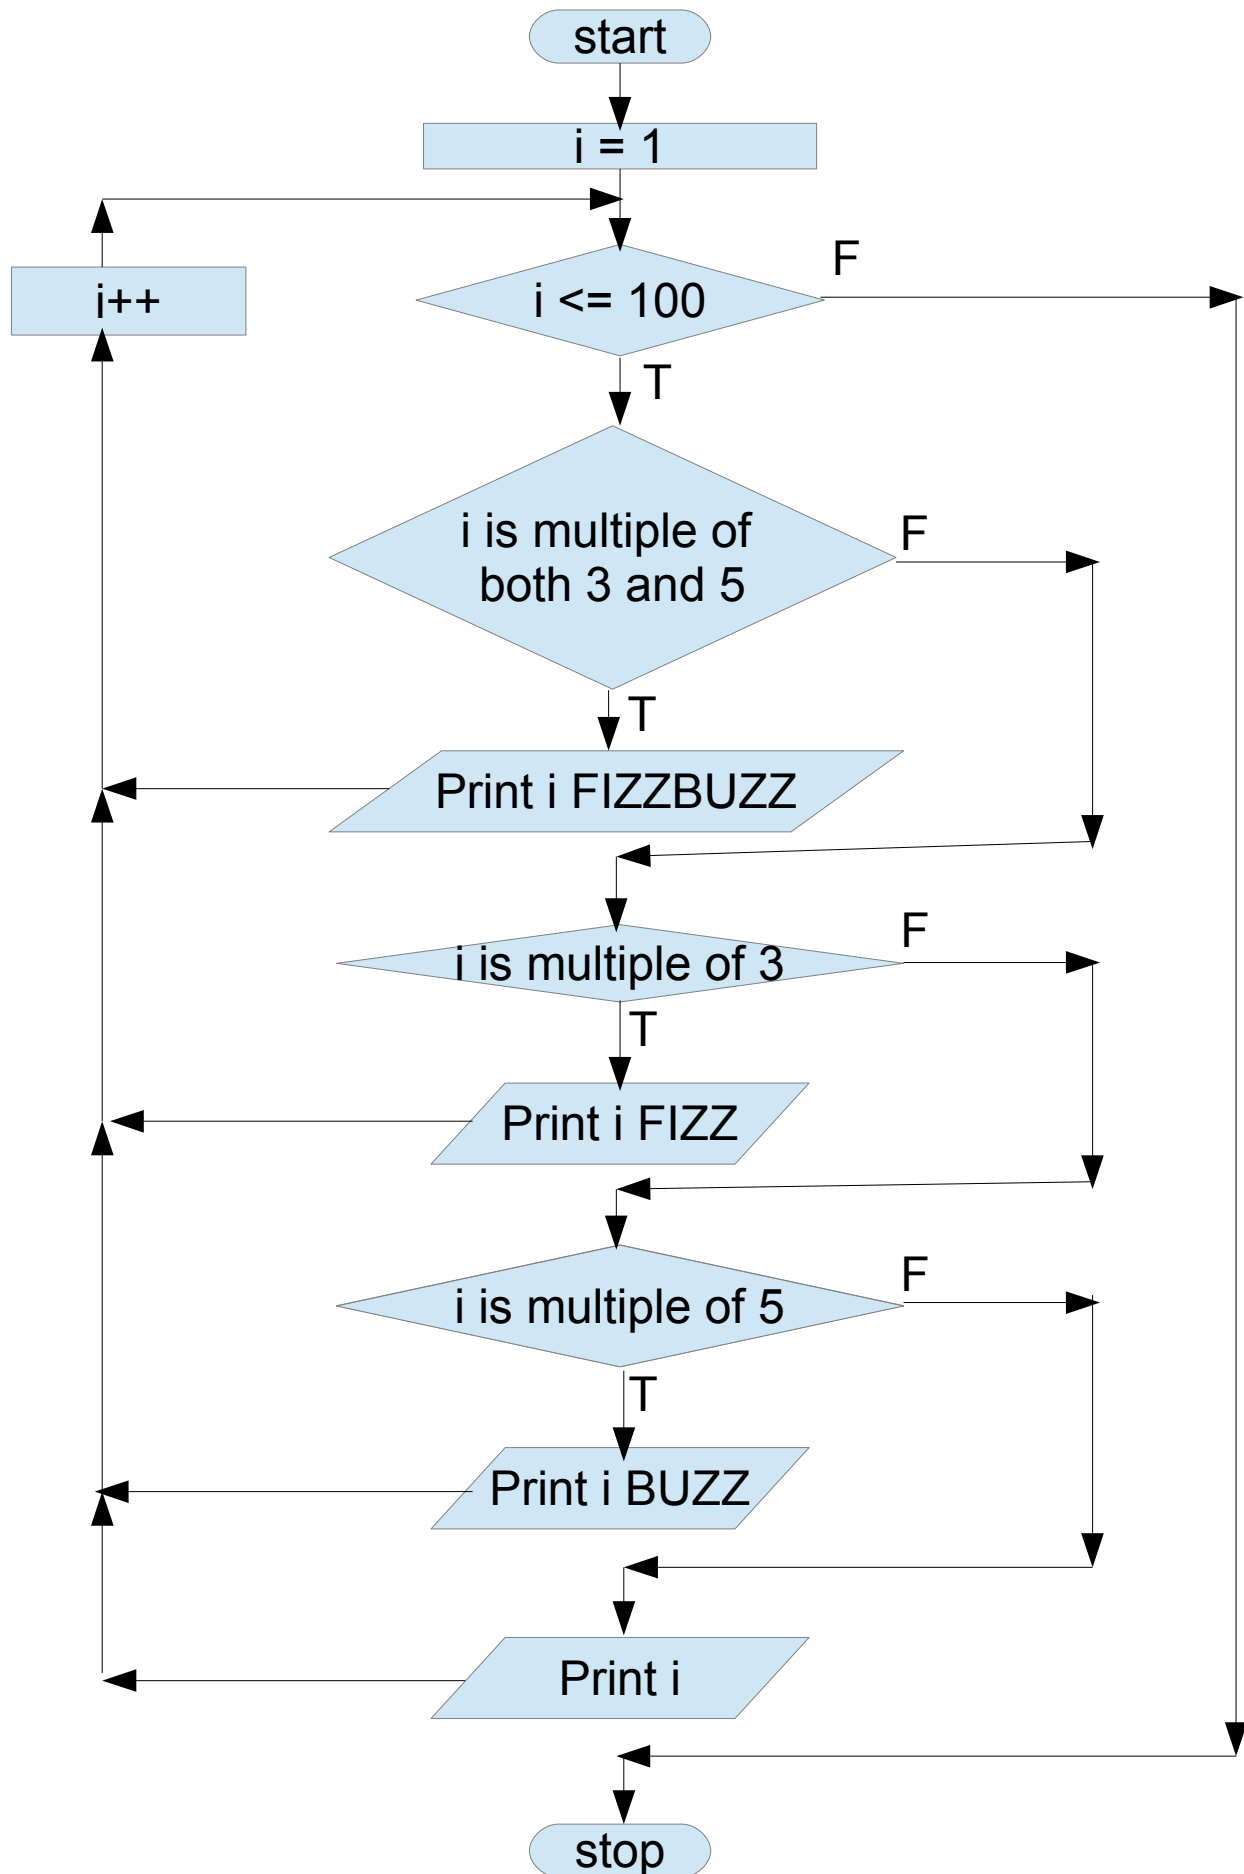 start
i = 1
i++
i <= 100
F
T
i is multiple of
both 3 and 5
F
T
Print i FIZZBUZZ
i is multiple of 3
F
T
Print i FIZZ
i is multiple of 5
F
T
Print i BUZZ
Print i
stop